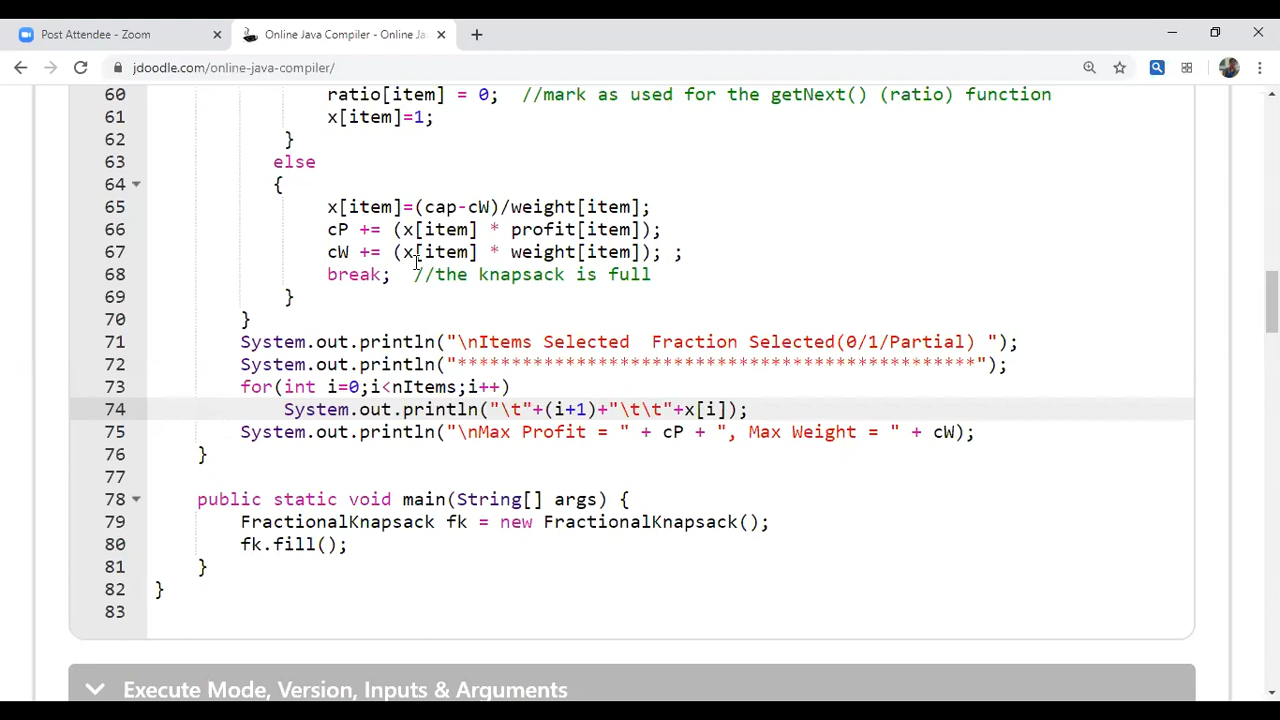 Post Attendee - Zoom
Online Java Compiler - Online Ja
jdoodle.com/online-java-compiler/
60 ratio[item] = 0; //mark as used for the getNext() (ratio) function
61 x[item]=1;
62 }
63 else
64 {
65 x[item]=(cap-cW)/weight[item];
66 cP += (x[item] * profit[item]);
67 cW += (x[item] * weight[item]); ;
68 break; //the knapsack is full
69 }
70 }
71 System.out.println("\nItems Selected  Fraction Selected(0/1/Partial) ");
72 System.out.println("************************************************");
73 for(int i=0;i<nItems;i++)
74 System.out.println("\t"+(i+1)+"\t\t"+x[i]);
75 System.out.println("\nMax Profit = " + cP + ", Max Weight = " + cW);
76 }
77
78 public static void main(String[] args) {
79 FractionalKnapsack fk = new FractionalKnapsack();
80 fk.fill();
81 }
82 }
83
Execute Mode, Version, Inputs & Arguments